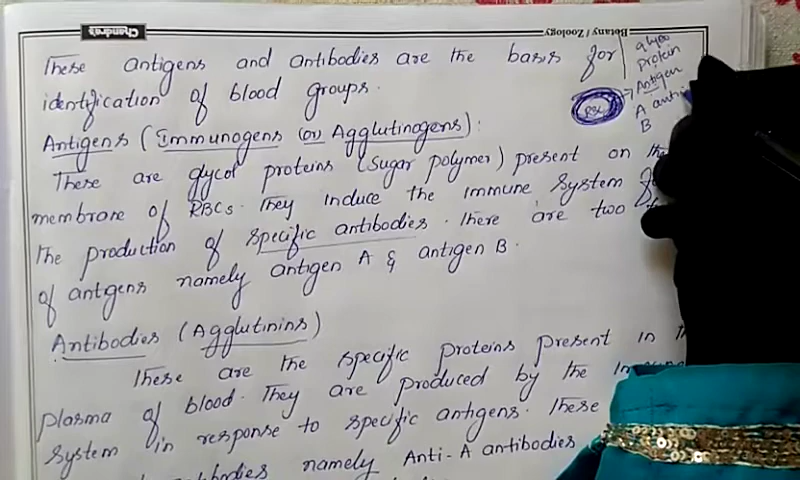 Chandra's
Botany / Zoology
These antigens and antibodies are the basis for
identification of blood groups.
glyco
protein
Antigen
A anti
B
RBC
Antigens (Immunogens (or) Agglutinogens) :
These are glycol proteins (Sugar polymer) present on the
membrane of RBCs. They induce the immune system
the production of specific antibodies. There are two
of antgens namely antigen A & antigen B.
Antibodies (Agglutinins)
These are the specific proteins present in
plasma of blood. They are produced by the
system in response to specific antigens. These
namely Anti-A antibodies